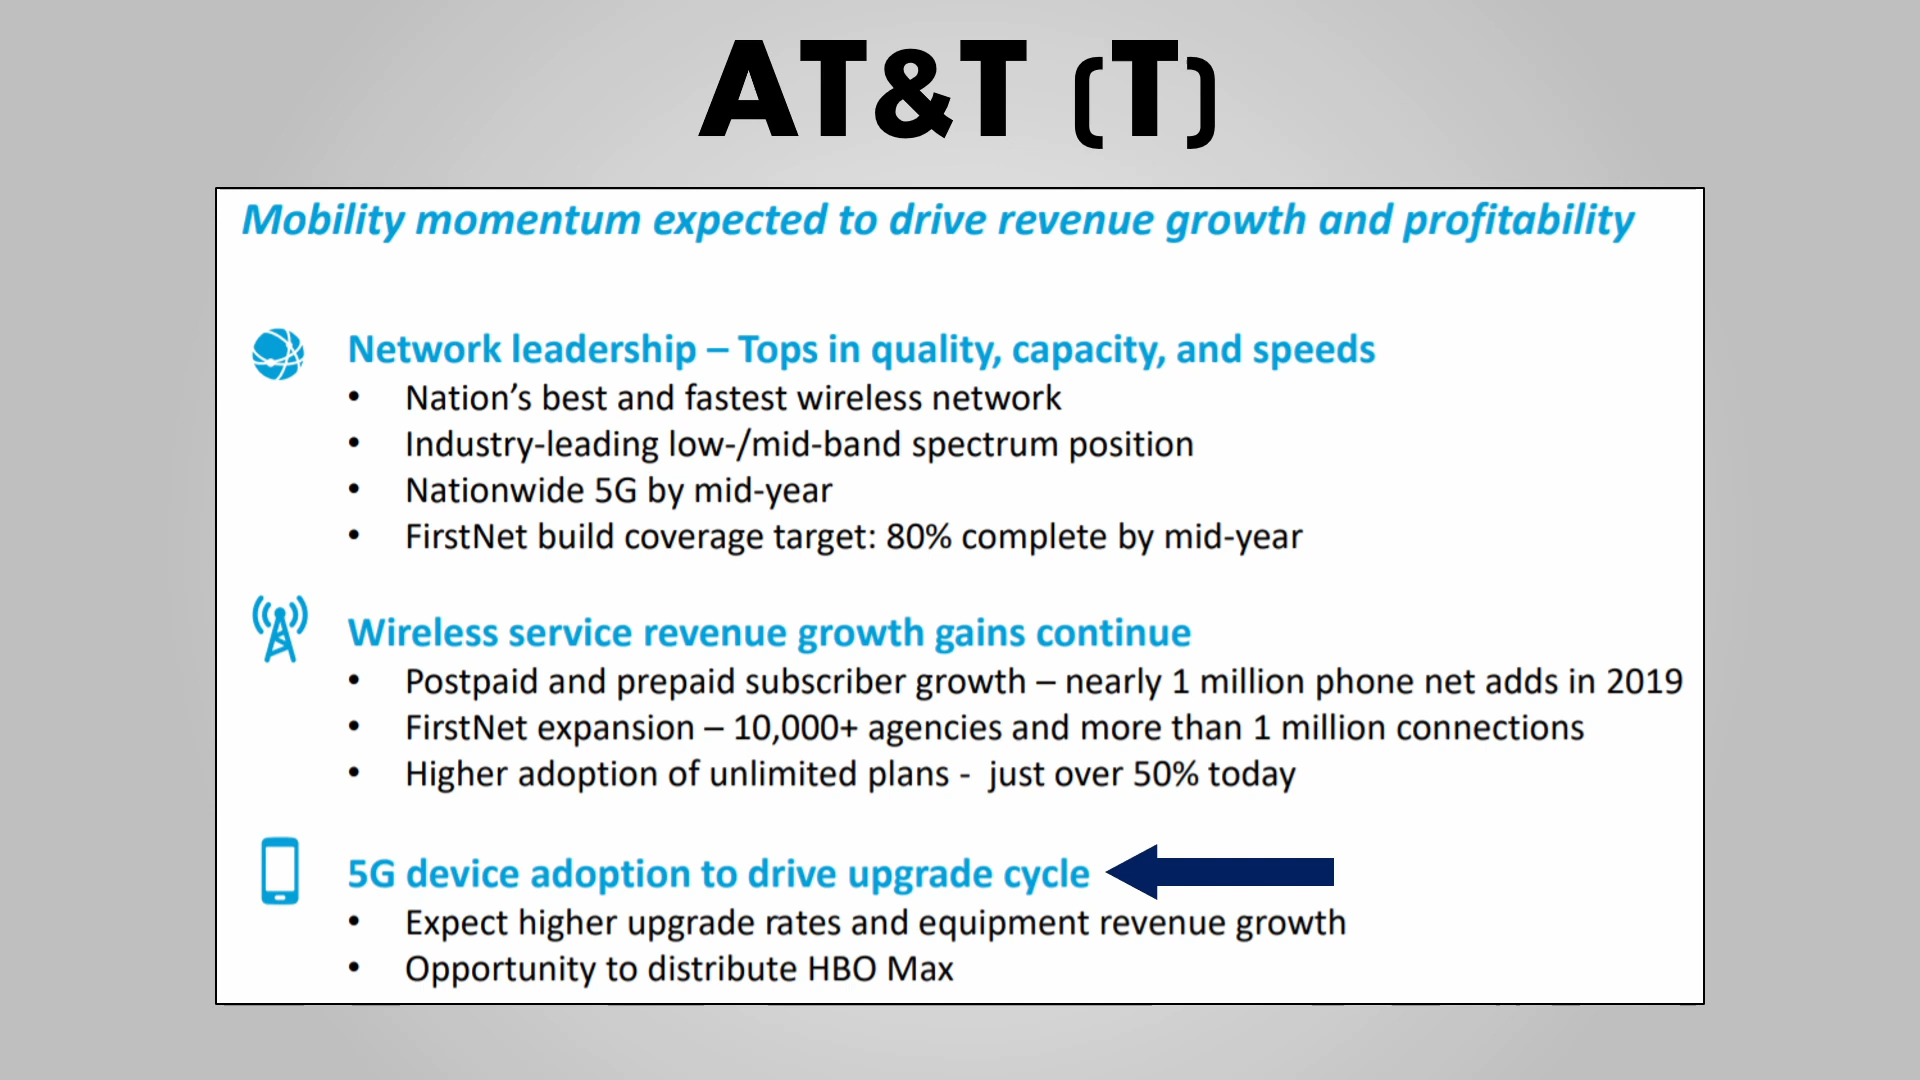 AT&T (T)
Mobility momentum expected to drive revenue growth and profitability
Network leadership – Tops in quality, capacity, and speeds
• Nation’s best and fastest wireless network
• Industry-leading low-/mid-band spectrum position
• Nationwide 5G by mid-year
• FirstNet build coverage target: 80% complete by mid-year
Wireless service revenue growth gains continue
• Postpaid and prepaid subscriber growth – nearly 1 million phone net adds in 2019
• FirstNet expansion – 10,000+ agencies and more than 1 million connections
• Higher adoption of unlimited plans - just over 50% today
5G device adoption to drive upgrade cycle
• Expect higher upgrade rates and equipment revenue growth
• Opportunity to distribute HBO Max